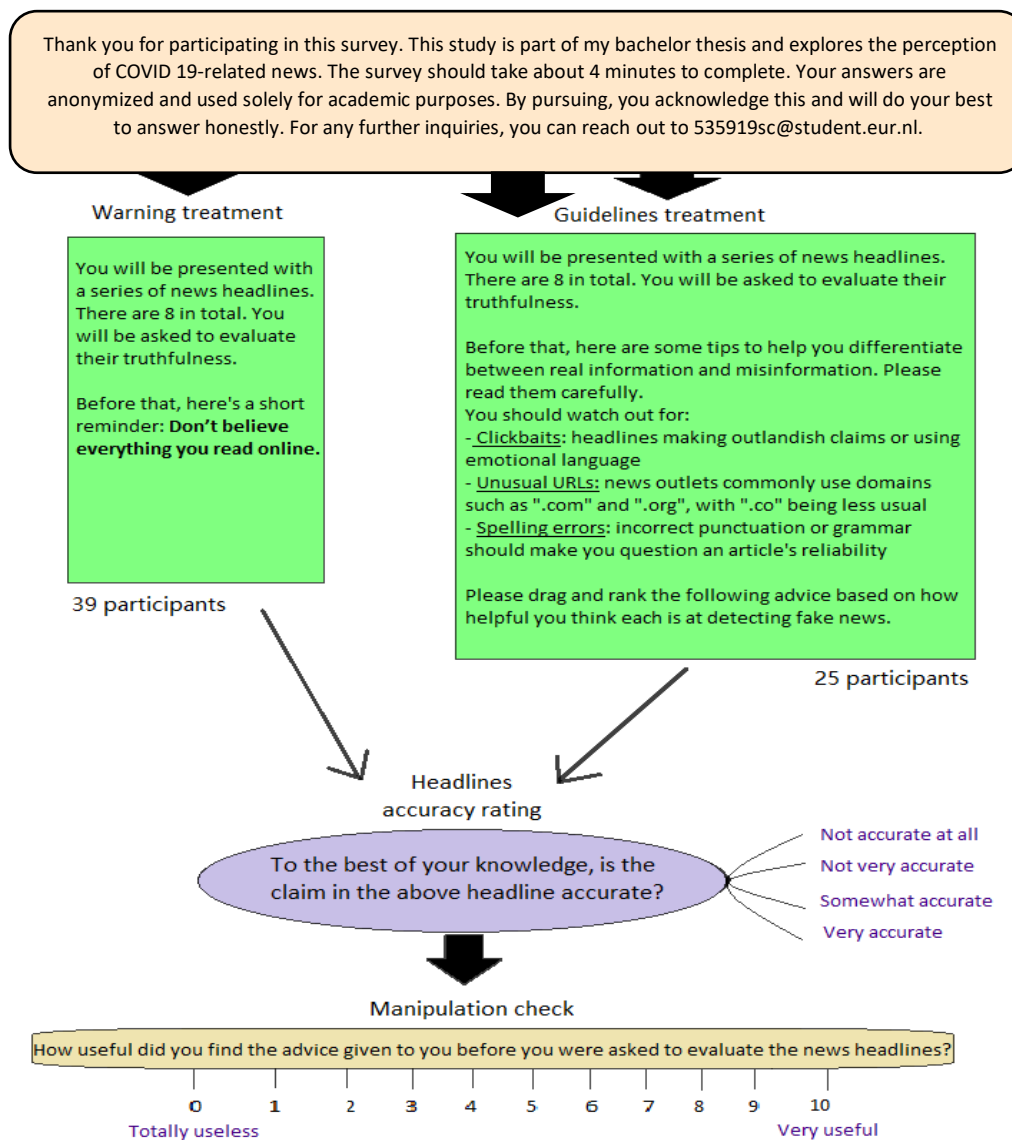 Thank you for participating in this survey. This study is part of my bachelor thesis and explores the perception
of COVID 19-related news. The survey should take about 4 minutes to complete. Your answers are
anonymized and used solely for academic purposes. By pursuing, you acknowledge this and will do your best
to answer honestly. For any further inquiries, you can reach out to 535919sc@student.eur.nl.
Warning treatment
You will be presented with
a series of news headlines.
There are 8 in total. You
will be asked to evaluate
their truthfulness.
Before that, here's a short
reminder: Don't believe
everything you read online.
39 participants
Guidelines treatment
You will be presented with a series of news headlines.
There are 8 in total. You will be asked to evaluate their
truthfulness.
Before that, here are some tips to help you differentiate
between real information and misinformation. Please
read them carefully.
You should watch out for:
- Clickbaits: headlines making outlandish claims or using
emotional language
- Unusual URLs: news outlets commonly use domains
such as ".com" and ".org", with ".co" being less usual
- Spelling errors: incorrect punctuation or grammar
should make you question an article's reliability
Please drag and rank the following advice based on how
helpful you think each is at detecting fake news.
25 participants
Headlines
accuracy rating
To the best of your knowledge, is the
claim in the above headline accurate?
Not accurate at all
Not very accurate
Somewhat accurate
Very accurate
Manipulation check
How useful did you find the advice given to you before you were asked to evaluate the news headlines?
0 1 2 3 4 5 6 7 8 9 10
Totally useless Very useful